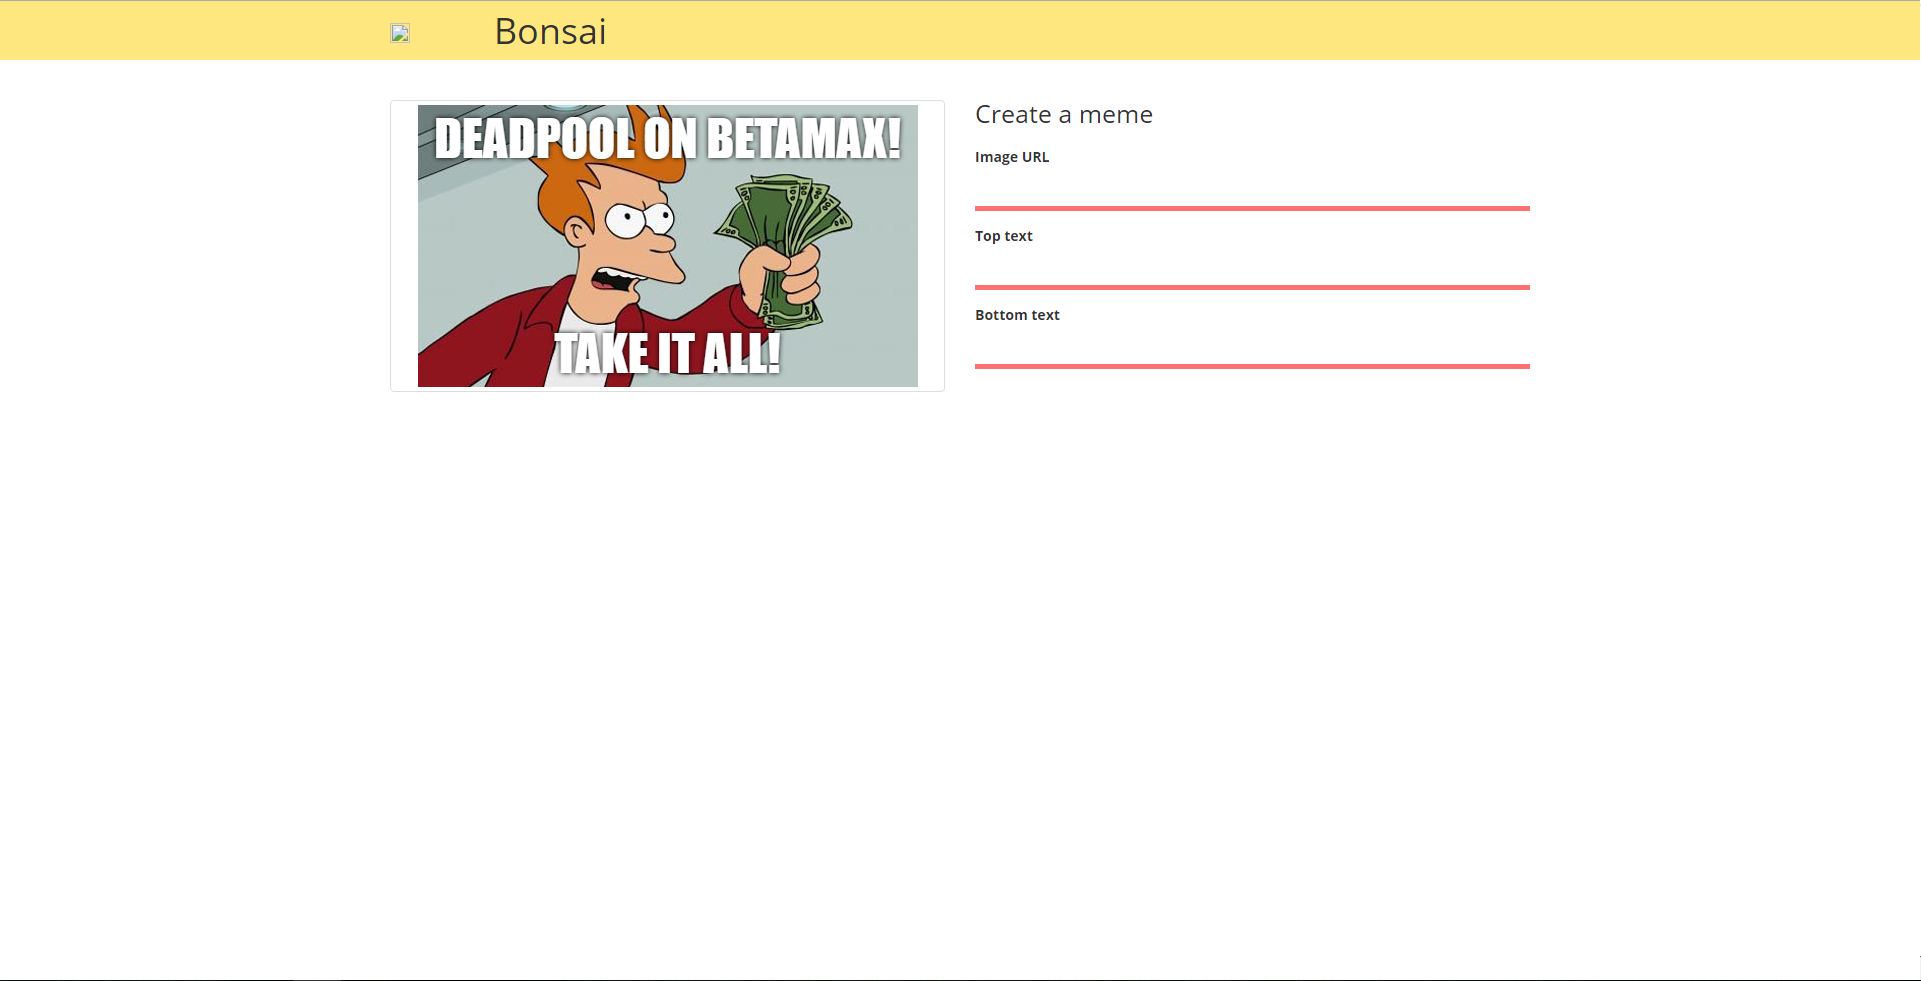 Bonsai
DEADPOOL ON BETAMAX!
TAKE IT ALL!
Create a meme
Image URL
Top text
Bottom text